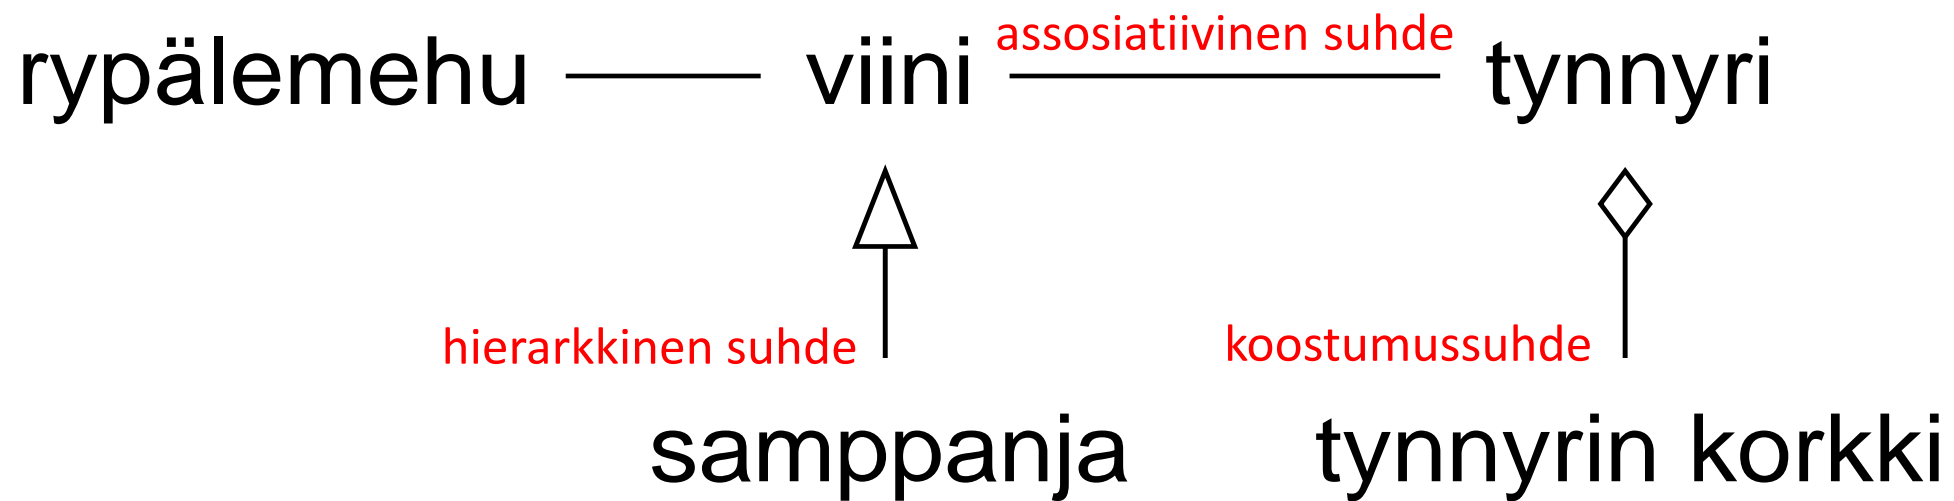 rypälemehu viini assosiatiivinen suhde tynnyri
hierarkkinen suhde koostumussuhde
samppanja tynnyrin korkki